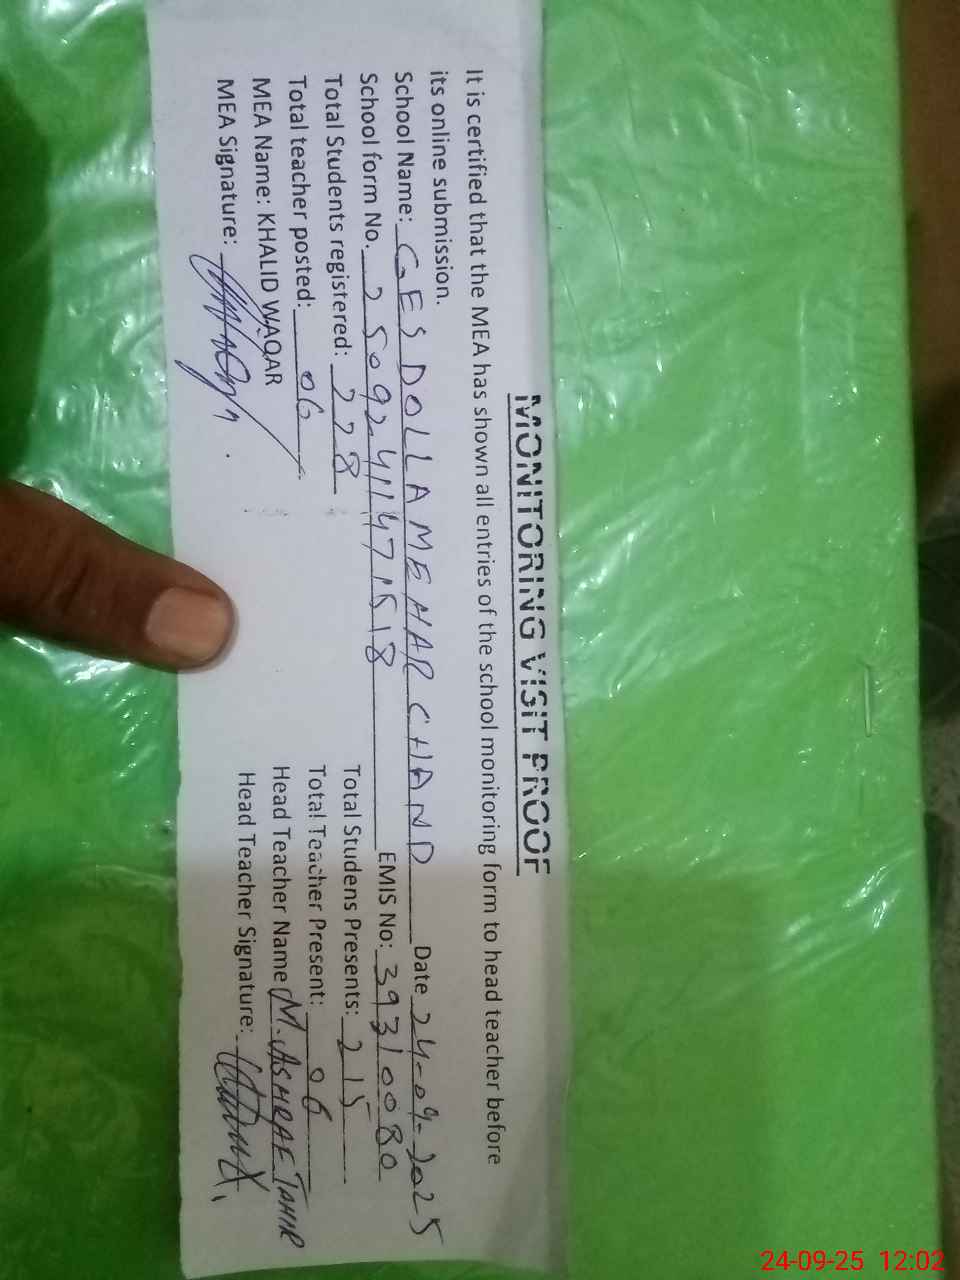 MONITORING VISIT PROOF
It is certified that the MEA has shown all entries of the school monitoring form to head teacher before
its online submission.
School Name: GES DOLLA MEHAR CHAND Date 24-09-2025
School form No. 25092411471518 EMIS No: 39310080
Total Students registered: 228 Total Studens Presents: 215
Total teacher posted: 06 Total Teacher Present: 06
MEA Name: KHALID WAQAR Head Teacher Name M. ASHRAF TAHIR
MEA Signature: Head Teacher Signature:
24-09-25 12:02